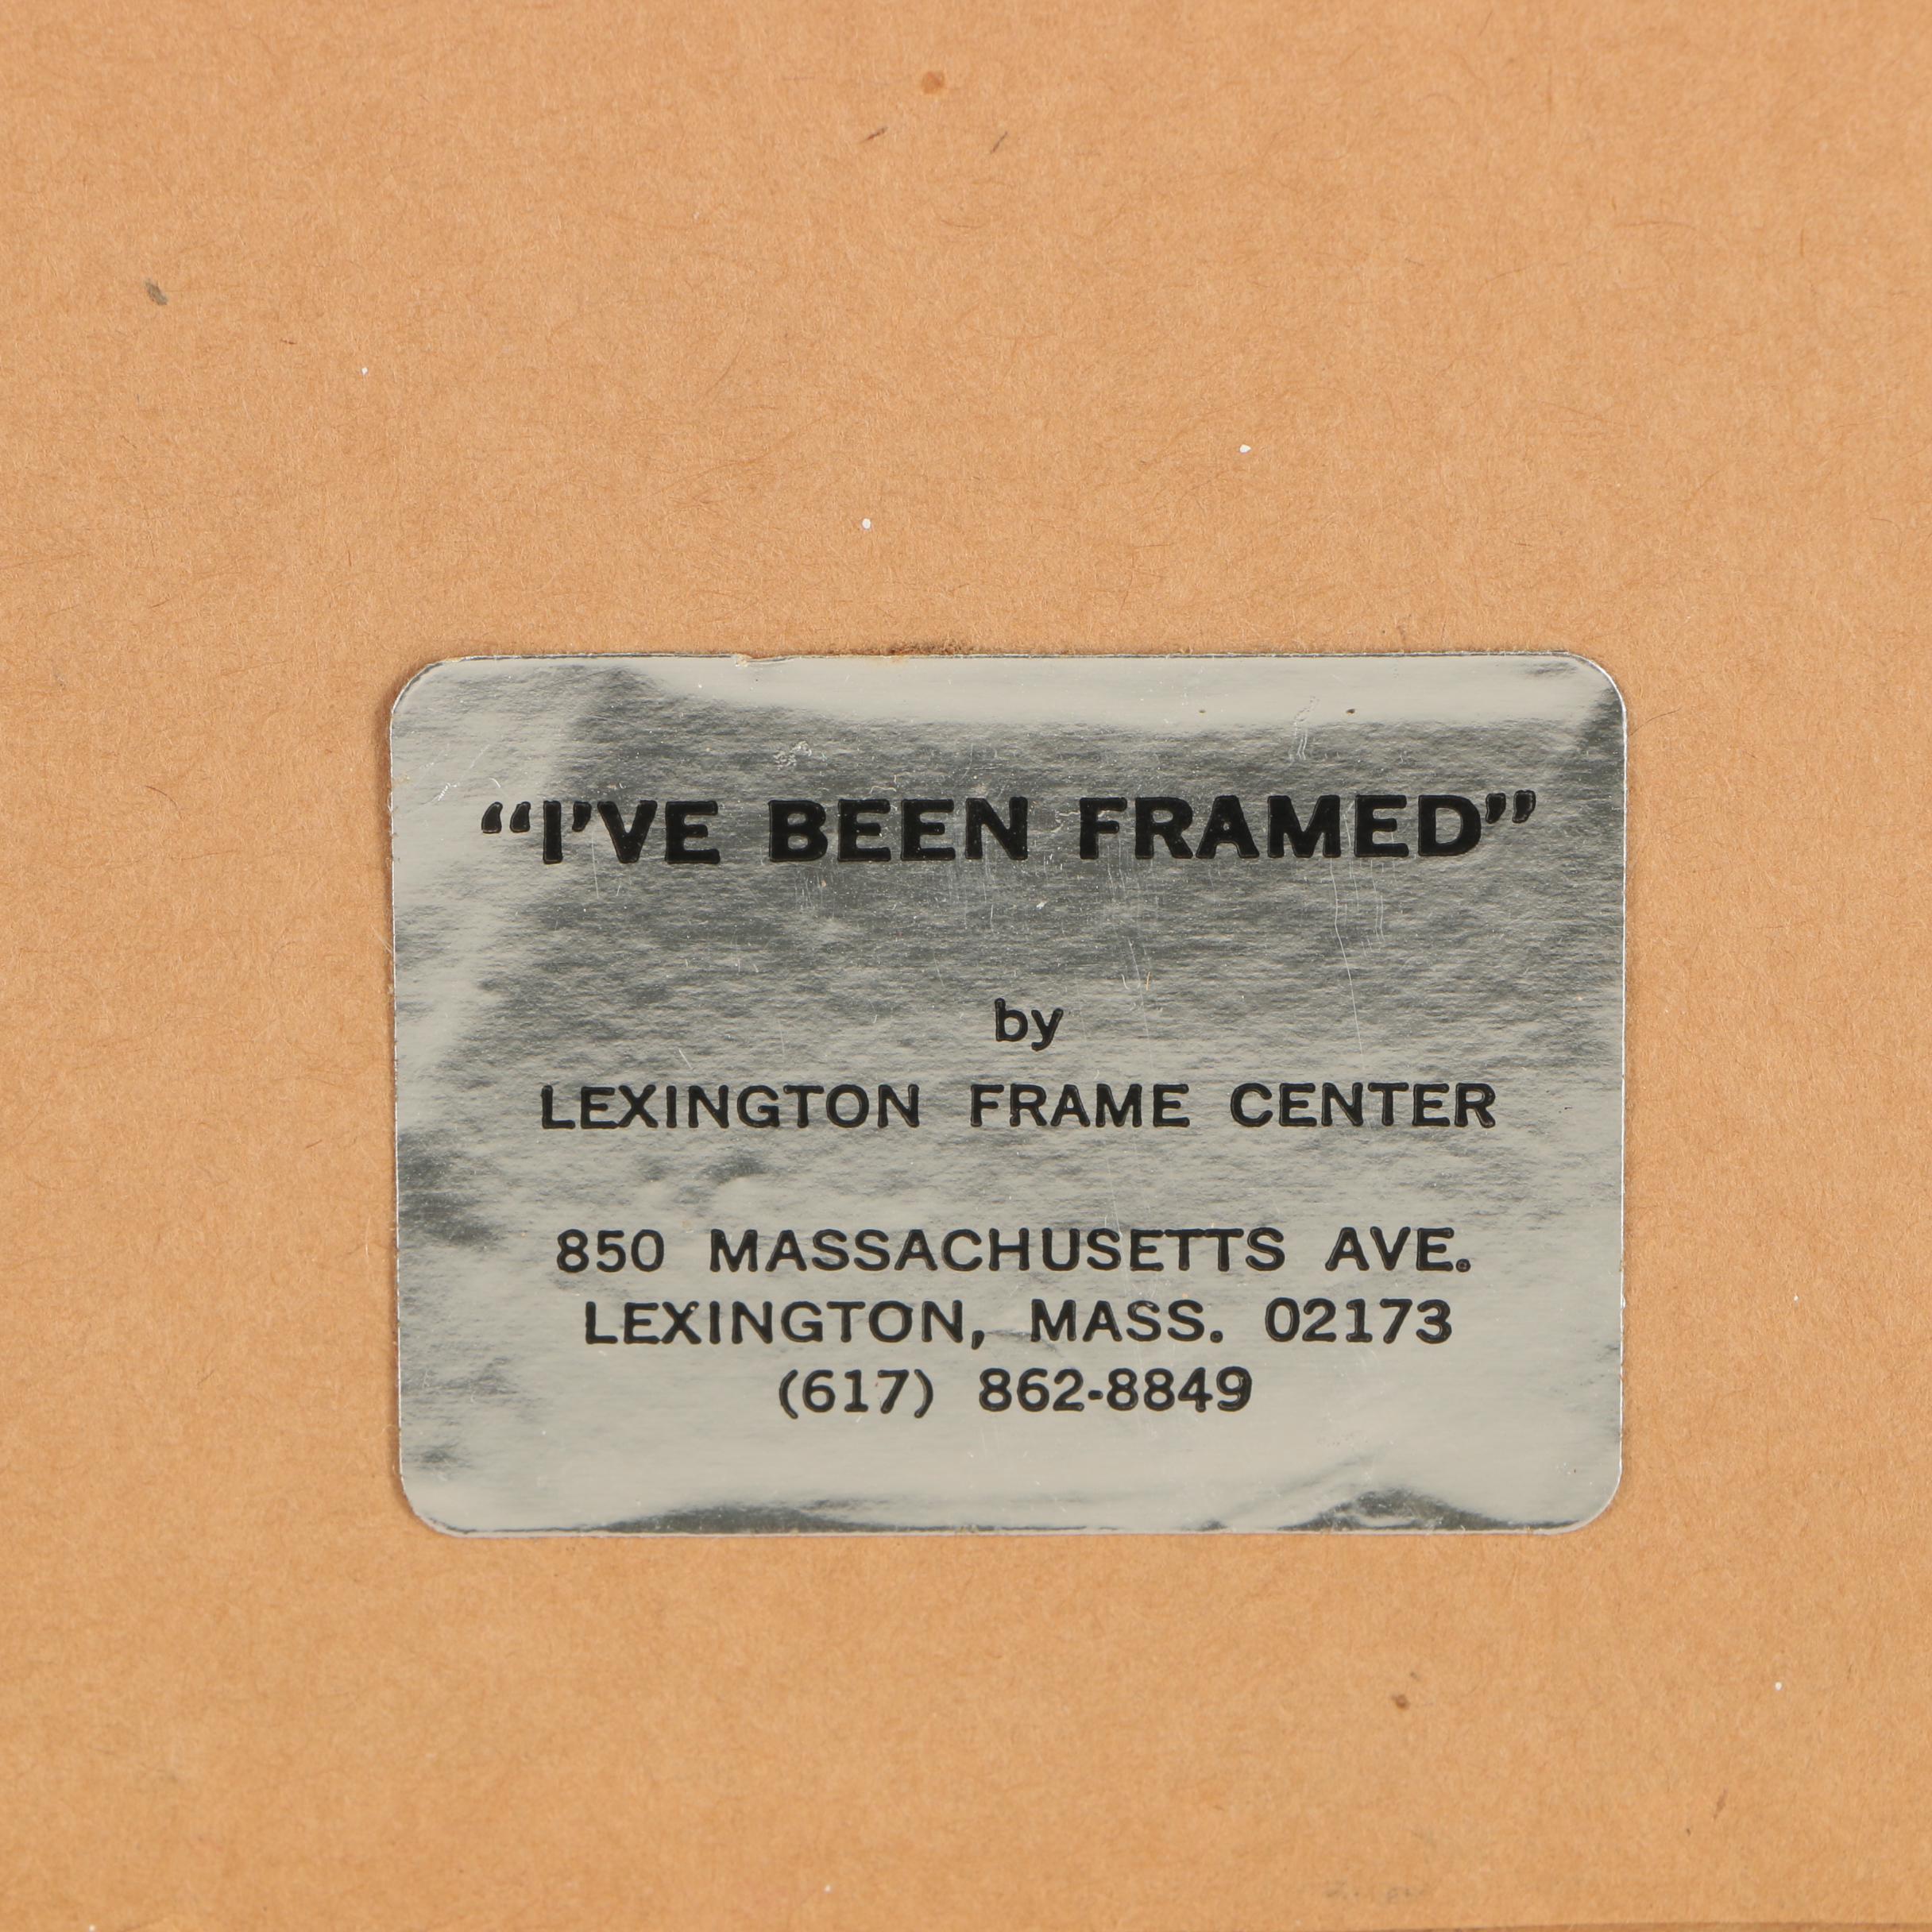 “I'VE BEEN FRAMED”
by
LEXINGTON FRAME CENTER
850 MASSACHUSETTS AVE.
LEXINGTON, MASS. 02173
(617) 862-8849